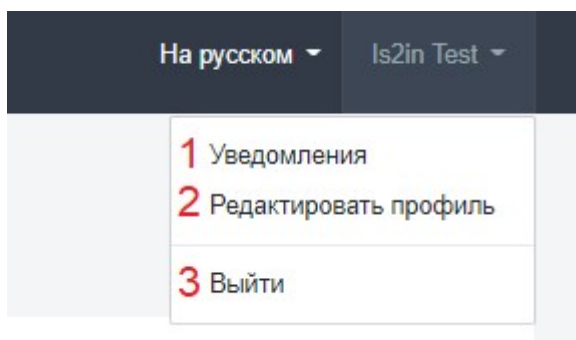 На русском Is2in Test
1 Уведомления
2 Редактировать профиль
3 Выйти